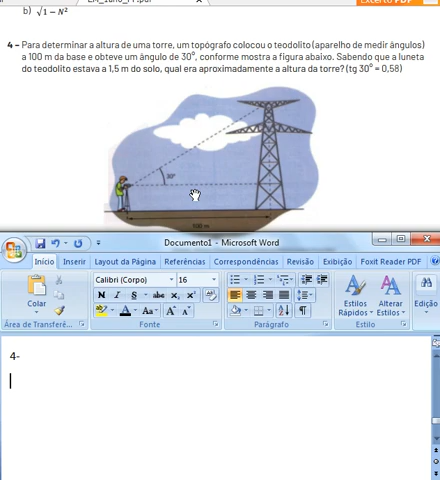 b) √1 − N²
4 - Para determinar a altura de uma torre, um topógrafo colocou o teodolito (aparelho de medir ângulos)
a 100 m da base e obteve um ângulo de 30°, conforme mostra a figura abaixo. Sabendo que a luneta
do teodolito estava a 1,5 m do solo, qual era aproximadamente a altura da torre? (tg 30° = 0,58)
30°
100 m
Documento1 - Microsoft Word
Início Inserir Layout da Página Referências Correspondências Revisão Exibição Foxit Reader PDF
Calibri (Corpo) 16
Colar
N I S abc x₂ x²
Aa A A
Estilos Rápidos
Alterar Estilos
Edição
Área de Transferê... Fonte Parágrafo Estilo
4-